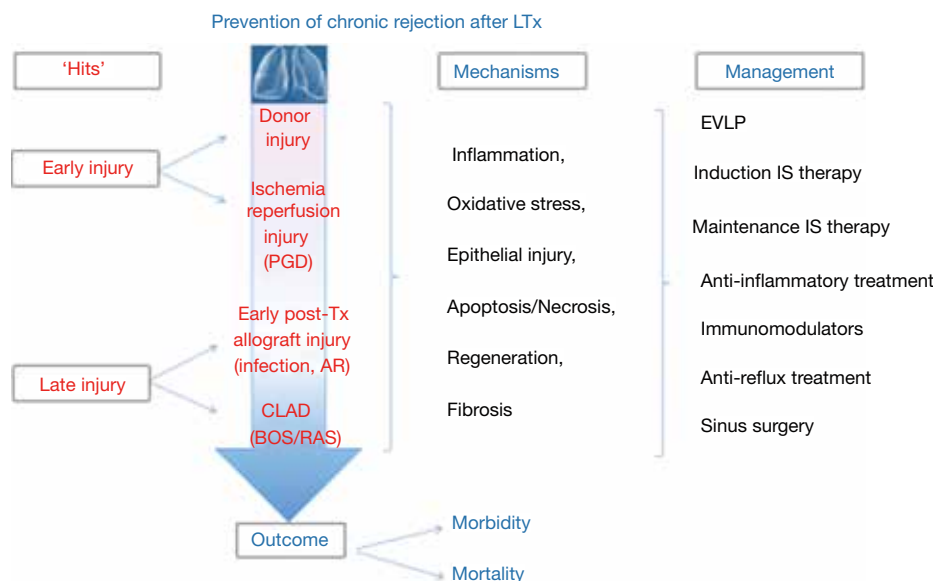 Prevention of chronic rejection after LTx
‘Hits’
Mechanisms
Management
Early injury
Late injury
Donor
injury
Ischemia
reperfusion
injury
(PGD)
Early post-Tx
allograft injury
(infection, AR)
CLAD
(BOS/RAS)
Inflammation,
Oxidative stress,
Epithelial injury,
Apoptosis/Necrosis,
Regeneration,
Fibrosis
EVLP
Induction IS therapy
Maintenance IS therapy
Anti-inflammatory treatment
Immunomodulators
Anti-reflux treatment
Sinus surgery
Outcome
Morbidity
Mortality